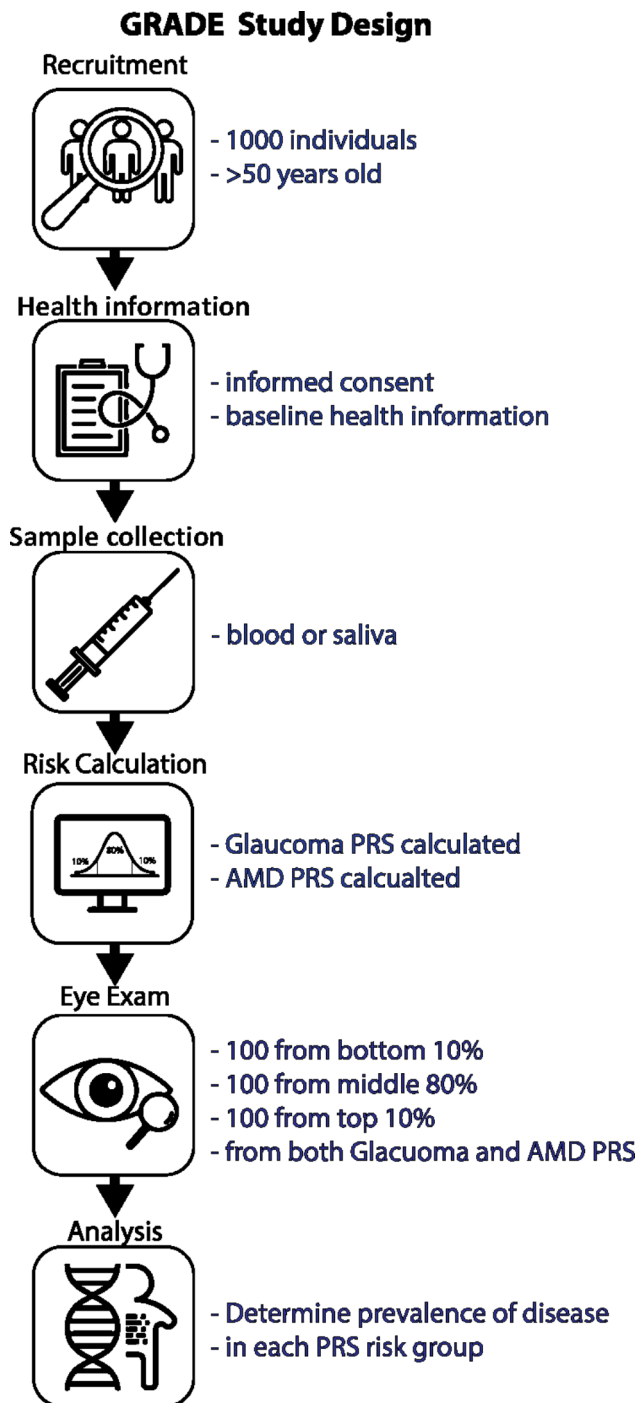 GRADE Study Design
Recruitment
- 1000 individuals
- >50 years old
Health information
- informed consent
- baseline health information
Sample collection
- blood or saliva
Risk Calculation
10% 80% 10%
- Glaucoma PRS calculated
- AMD PRS calcualted
Eye Exam
- 100 from bottom 10%
- 100 from middle 80%
- 100 from top 10%
- from both Glacuoma and AMD PRS
Analysis
- Determine prevalence of disease
- in each PRS risk group